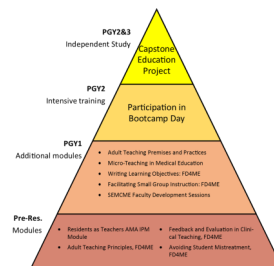 PGY2&3
Independent Study
Capstone
Education
Project
PGY2
Intensive training
Participation in
Bootcamp Day
PGY1
Additional modules
• Adult Teaching Premises and Practices
• Micro-Teaching in Medical Education
• Writing Learning Objectives: FD4ME
• Facilitating Small Group Instruction: FD4ME
• SEMCME Faculty Development Sessions
Pre-Res.
Modules
• Residents as Teachers AMA IPM
Module
• Adult Teaching Principles, FD4ME
• Feedback and Evaluation in Clini-
cal Teaching, FD4ME
• Avoiding Student Mistreatment,
FD4ME